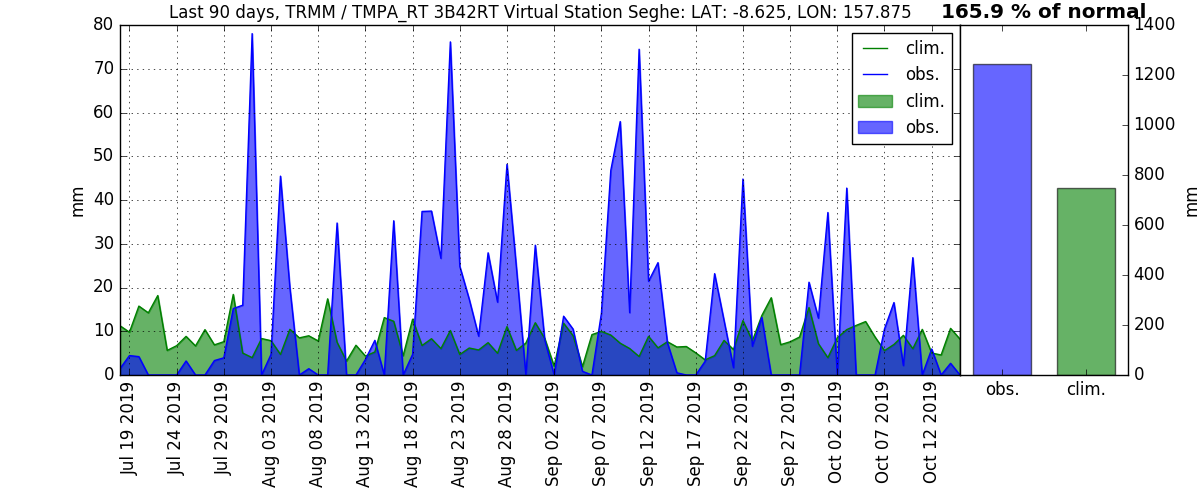 Last 90 days, TRMM / TMPA_RT 3B42RT Virtual Station Seghe: LAT: -8.625, LON: 157.875
165.9 % of normal
80
70
60
50
40
30
20
10
0
mm
clim.
obs.
clim.
obs.
1400
1200
1000
800
600
400
200
0
mm
obs.
clim.
Jul 19 2019
Jul 24 2019
Jul 29 2019
Aug 03 2019
Aug 08 2019
Aug 13 2019
Aug 18 2019
Aug 23 2019
Aug 28 2019
Sep 02 2019
Sep 07 2019
Sep 12 2019
Sep 17 2019
Sep 22 2019
Sep 27 2019
Oct 02 2019
Oct 07 2019
Oct 12 2019